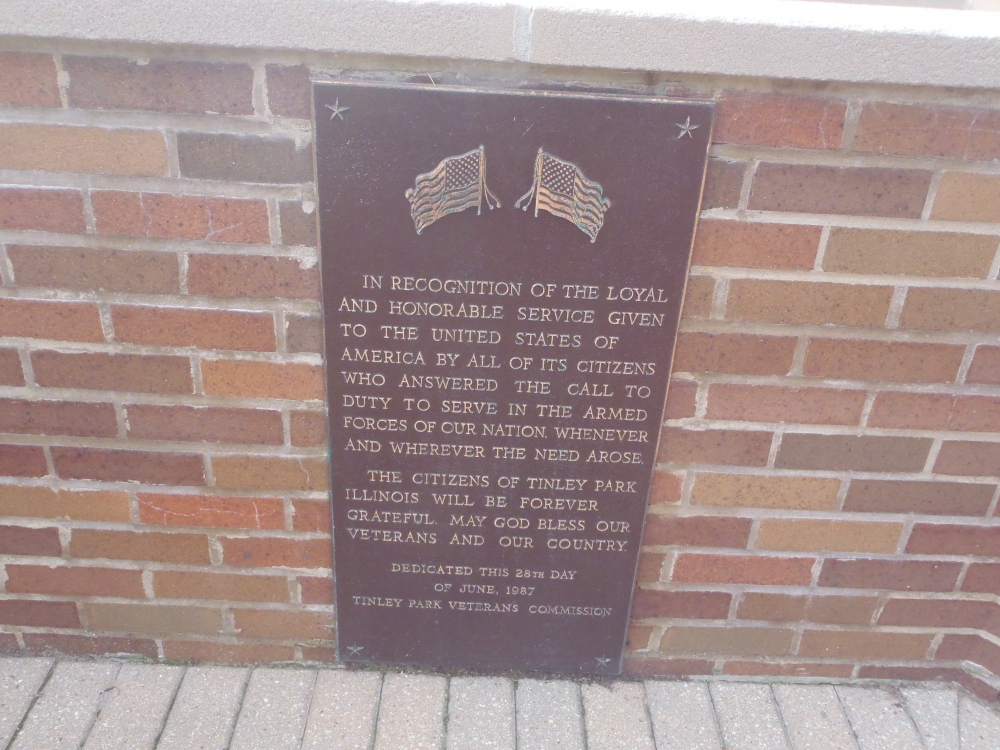 IN RECOGNITION OF THE LOYAL
AND HONORABLE SERVICE GIVEN
TO THE UNITED STATES OF
AMERICA BY ALL OF ITS CITIZENS
WHO ANSWERED THE CALL TO
DUTY TO SERVE IN THE ARMED
FORCES OF OUR NATION, WHENEVER
AND WHEREVER THE NEED AROSE.
THE CITIZENS OF TINLEY PARK
ILLINOIS WILL BE FOREVER
GRATEFUL. MAY GOD BLESS OUR
VETERANS AND OUR COUNTRY.
DEDICATED THIS 28TH DAY
OF JUNE, 1987
TINLEY PARK VETERANS COMMISSION